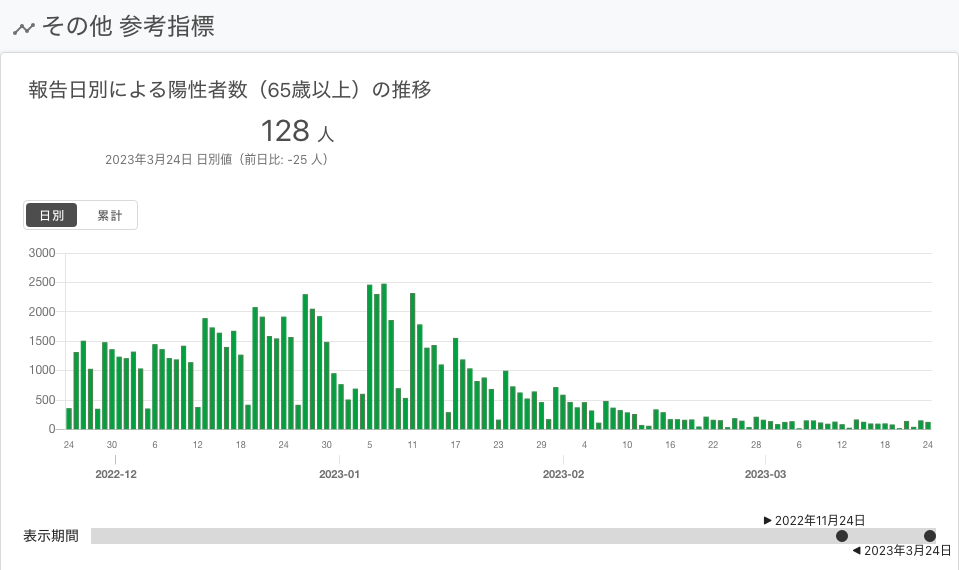 その他 参考指標
報告日別による陽性者数（65歳以上）の推移
128 人
2023年3月24日 日別値（前日比: -25 人）
日別 累計
3000
2500
2000
1500
1000
500
0
24 30 6 12 18 24 30 5 11 17 23 29 4 10 16 22 28 6 12 18 24
2022-12 2023-01 2023-02 2023-03
▶ 2022年11月24日
表示期間
◀ 2023年3月24日